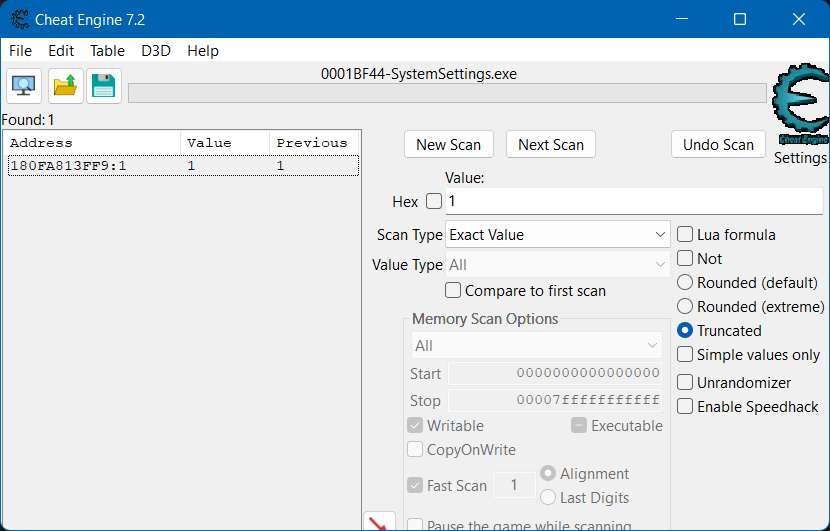 Cheat Engine 7.2
File Edit Table D3D Help
0001BF44-SystemSettings.exe
Found:1
Address Value Previous
180FA813FF9:1 1 1
New Scan Next Scan Undo Scan
Cheat Engine
Settings
Value:
Hex 1
Scan Type Exact Value
Lua formula
Value Type All
Not
Compare to first scan
Rounded (default)
Rounded (extreme)
Memory Scan Options
Truncated
All
Simple values only
Start 0000000000000000
Unrandomizer
Stop 00007fffffffffff
Enable Speedhack
Writable Executable
CopyOnWrite
Fast Scan 1 Alignment
Last Digits
Pause the game while scanning